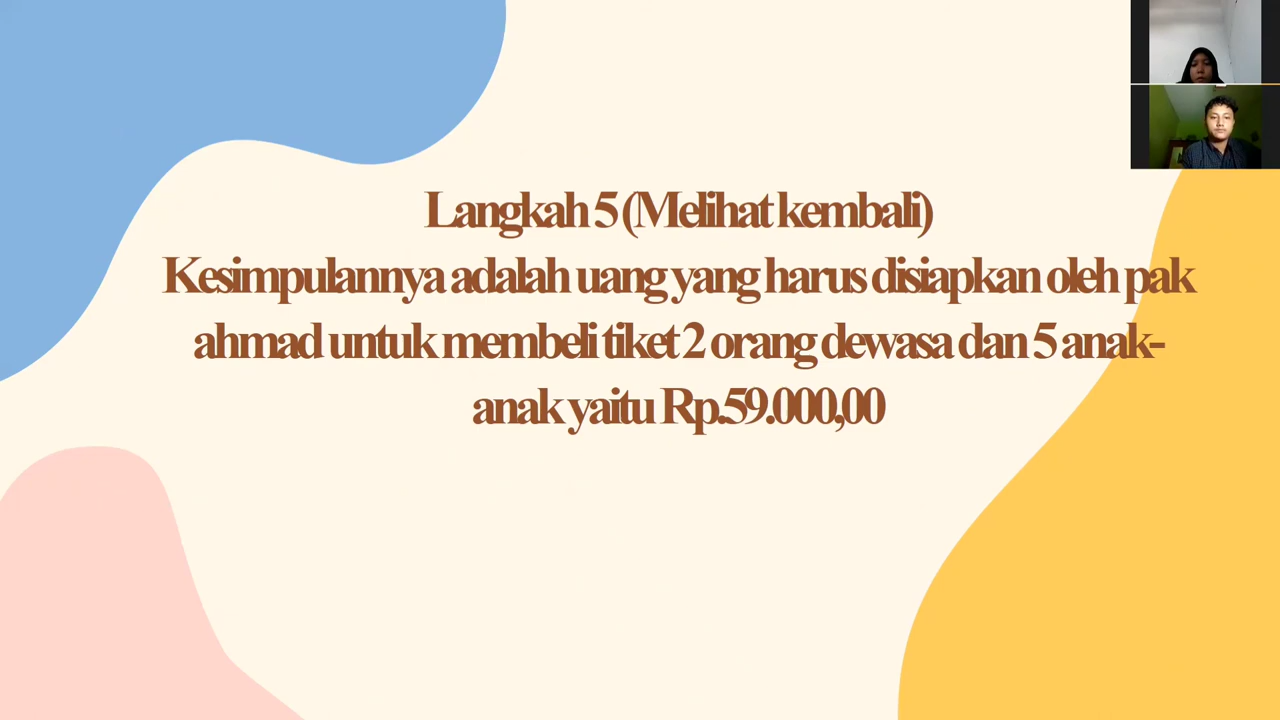 Langkah 5 (Melihat kembali)
Kesimpulannya adalah uang yang harus disiapkan oleh pak
ahmad untuk membeli tiket 2 orang dewasa dan 5 anak-
anak yaitu Rp.59.000,00